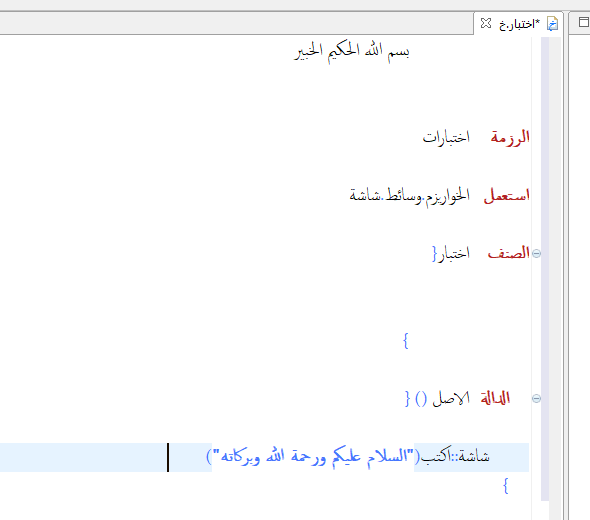 *اختبار.خ
بسم الله الحكيم الخبير
الرزمة اختبارات
استعمل الخواريزم.وسائط.شاشة
الصنف اختبار{
}
الدالة الاصل () {
شاشة::اكتب("السلام عليكم ورحمة الله وبركاته")
}